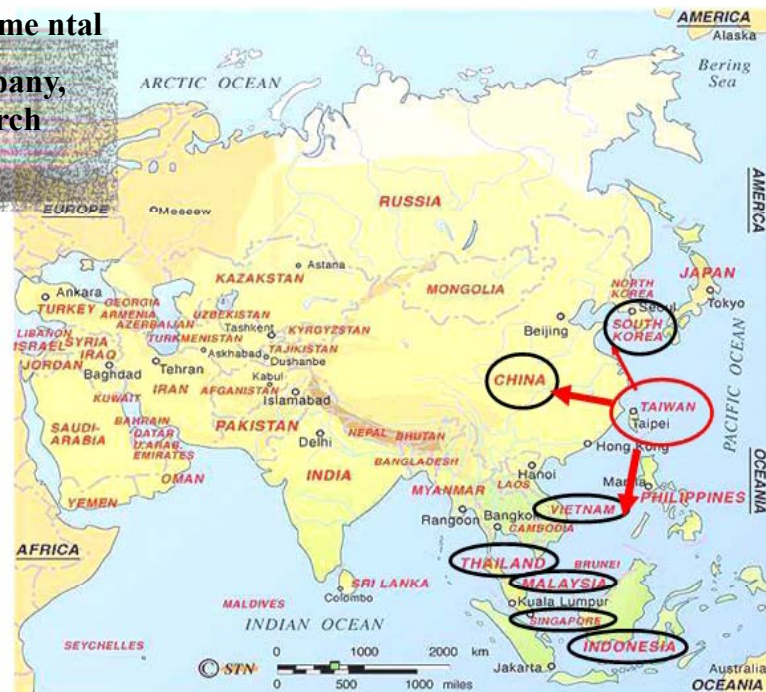 me ntal
pany,
rch
AMERICA
Alaska
Bering
Sea
ARCTIC OCEAN
EUROPE
Moscow
RUSSIA
AMERICA
Astana
KAZAKSTAN
MONGOLIA
NORTH
KOREA
JAPAN
Ankara
GEORGIA
TURKEY
ARMENIA
AZERBAIJAN
UZBEKISTAN
Tashkent
KYRGYZSTAN
Beijing
Seoul
Tokyo
SOUTH
KOREA
LIBANON
SYRIA
TURKMENISTAN
ISRAEL
IRAQ
Askhabad
TAJIKISTAN
Dushanbe
JORDAN
Baghdad
Tehran
Kabul
CHINA
PACIFIC OCEAN
KUWAIT
IRAN
AFGANISTAN
Islamabad
TAIWAN
Taipei
SAUDI-
ARABIA
BAHRAIN
QATAR
U'ARAB.
EMIRATES
PAKISTAN
Delhi
NEPAL
BHUTAN
Hong Kong
BANGLADESH
OMAN
INDIA
Hanoi
LAOS
Manila
OCEANIA
YEMEN
MYANMAR
PHILIPPINES
Rangoon
Bangkok
VIETNAM
CAMBODIA
AFRICA
THAILAND
BRUNEI
SRI LANKA
MALAYSIA
Colombo
MALDIVES
Kuala Lumpur
INDIAN OCEAN
SINGAPORE
SEYCHELLES
INDONESIA
© STN
0 1000 2000 km
0 500 1000 miles
Jakarta
Australia
OCEANIA